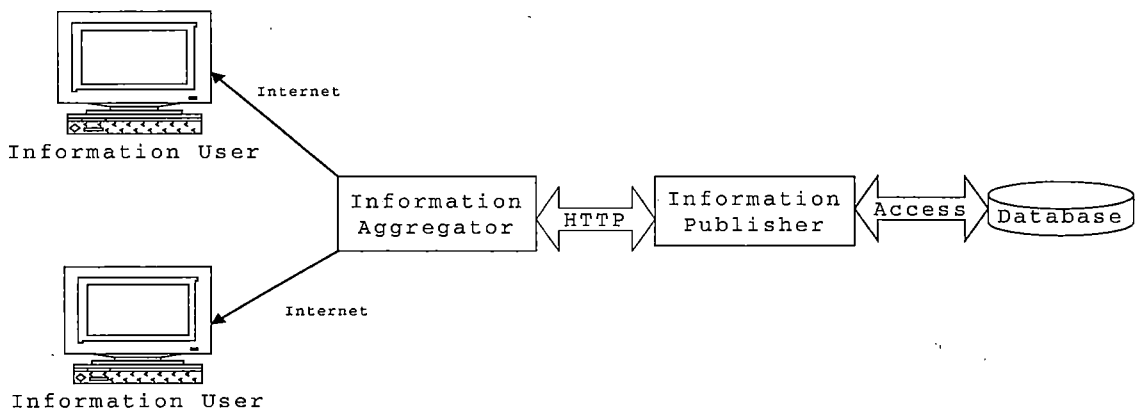 Internet
Information User
Information
Aggregator
HTTP
Information
Publisher
Access
Database
Internet
Information User